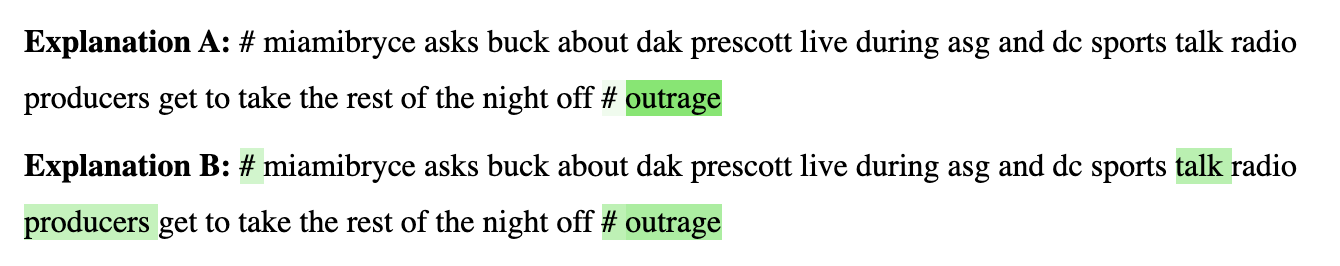 Explanation A: # miamibryce asks buck about dak prescott live during asg and dc sports talk radio
producers get to take the rest of the night off # outrage
Explanation B: # miamibryce asks buck about dak prescott live during asg and dc sports talk radio
producers get to take the rest of the night off # outrage